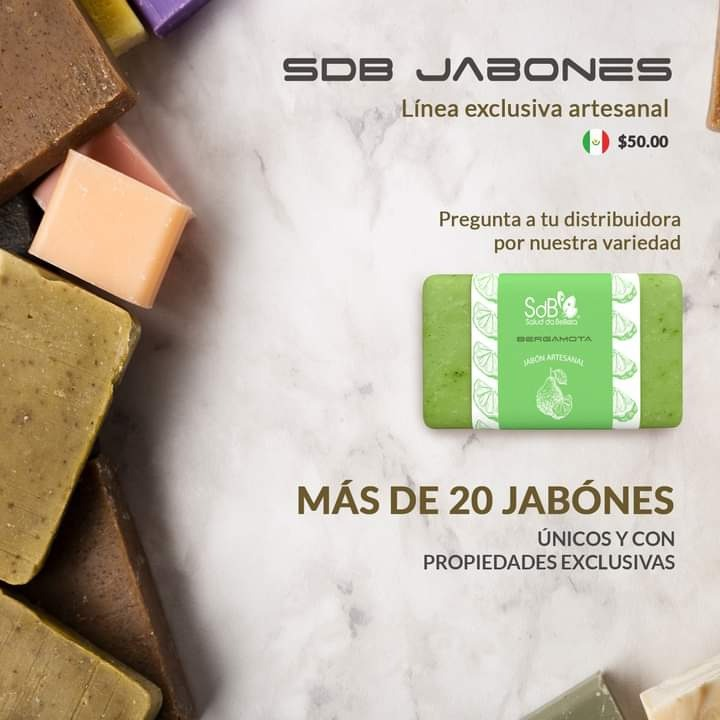 SDB JABONES
Línea exclusiva artesanal
$50.00
Pregunta a tu distribuidora
por nuestra variedad
SdB
Salud da Belleza
BERGAMOTA
JABÓN ARTESANAL
MÁS DE 20 JABÓNES
ÚNICOS Y CON
PROPIEDADES EXCLUSIVAS